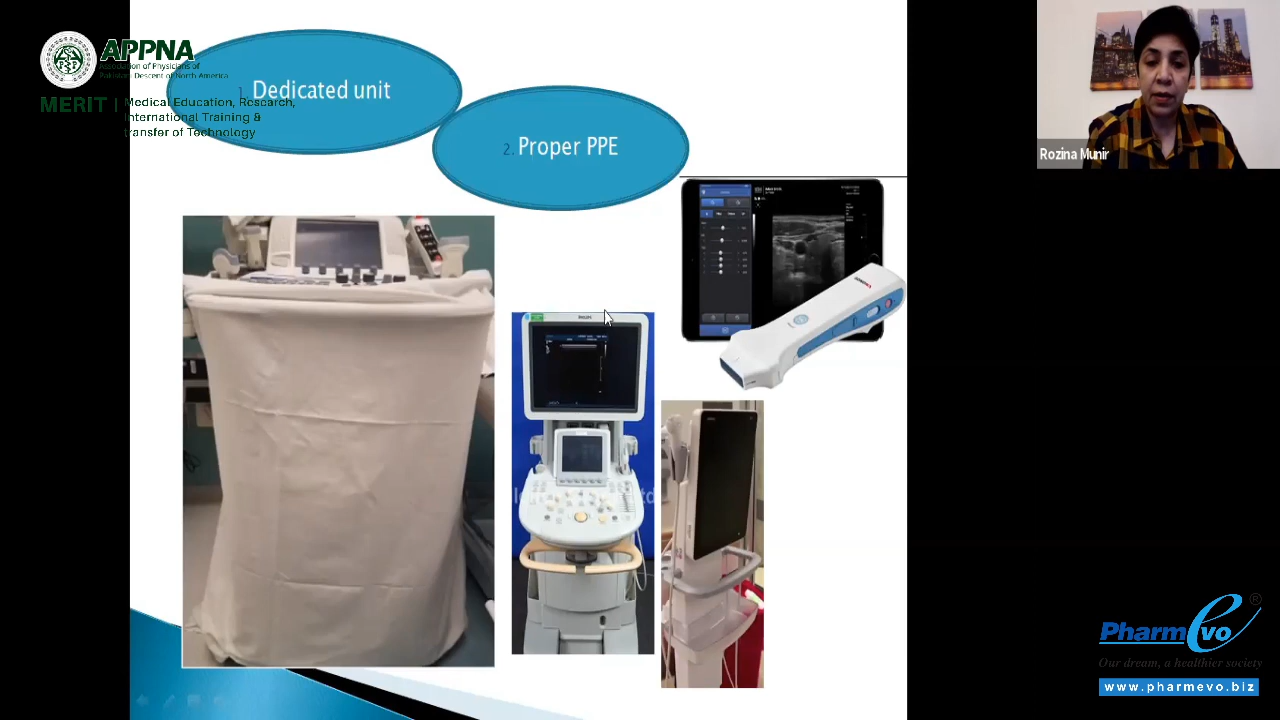 APPNA
Association of Physicians of
Pakistani Descent of North America
MERIT | Medical Education, Research,
International Training &
transfer of Technology
1. Dedicated unit
2. Proper PPE
Rozina Munir
PHILIPS
PharmEvo ®
Our dream, a healthier society
www.pharmevo.biz